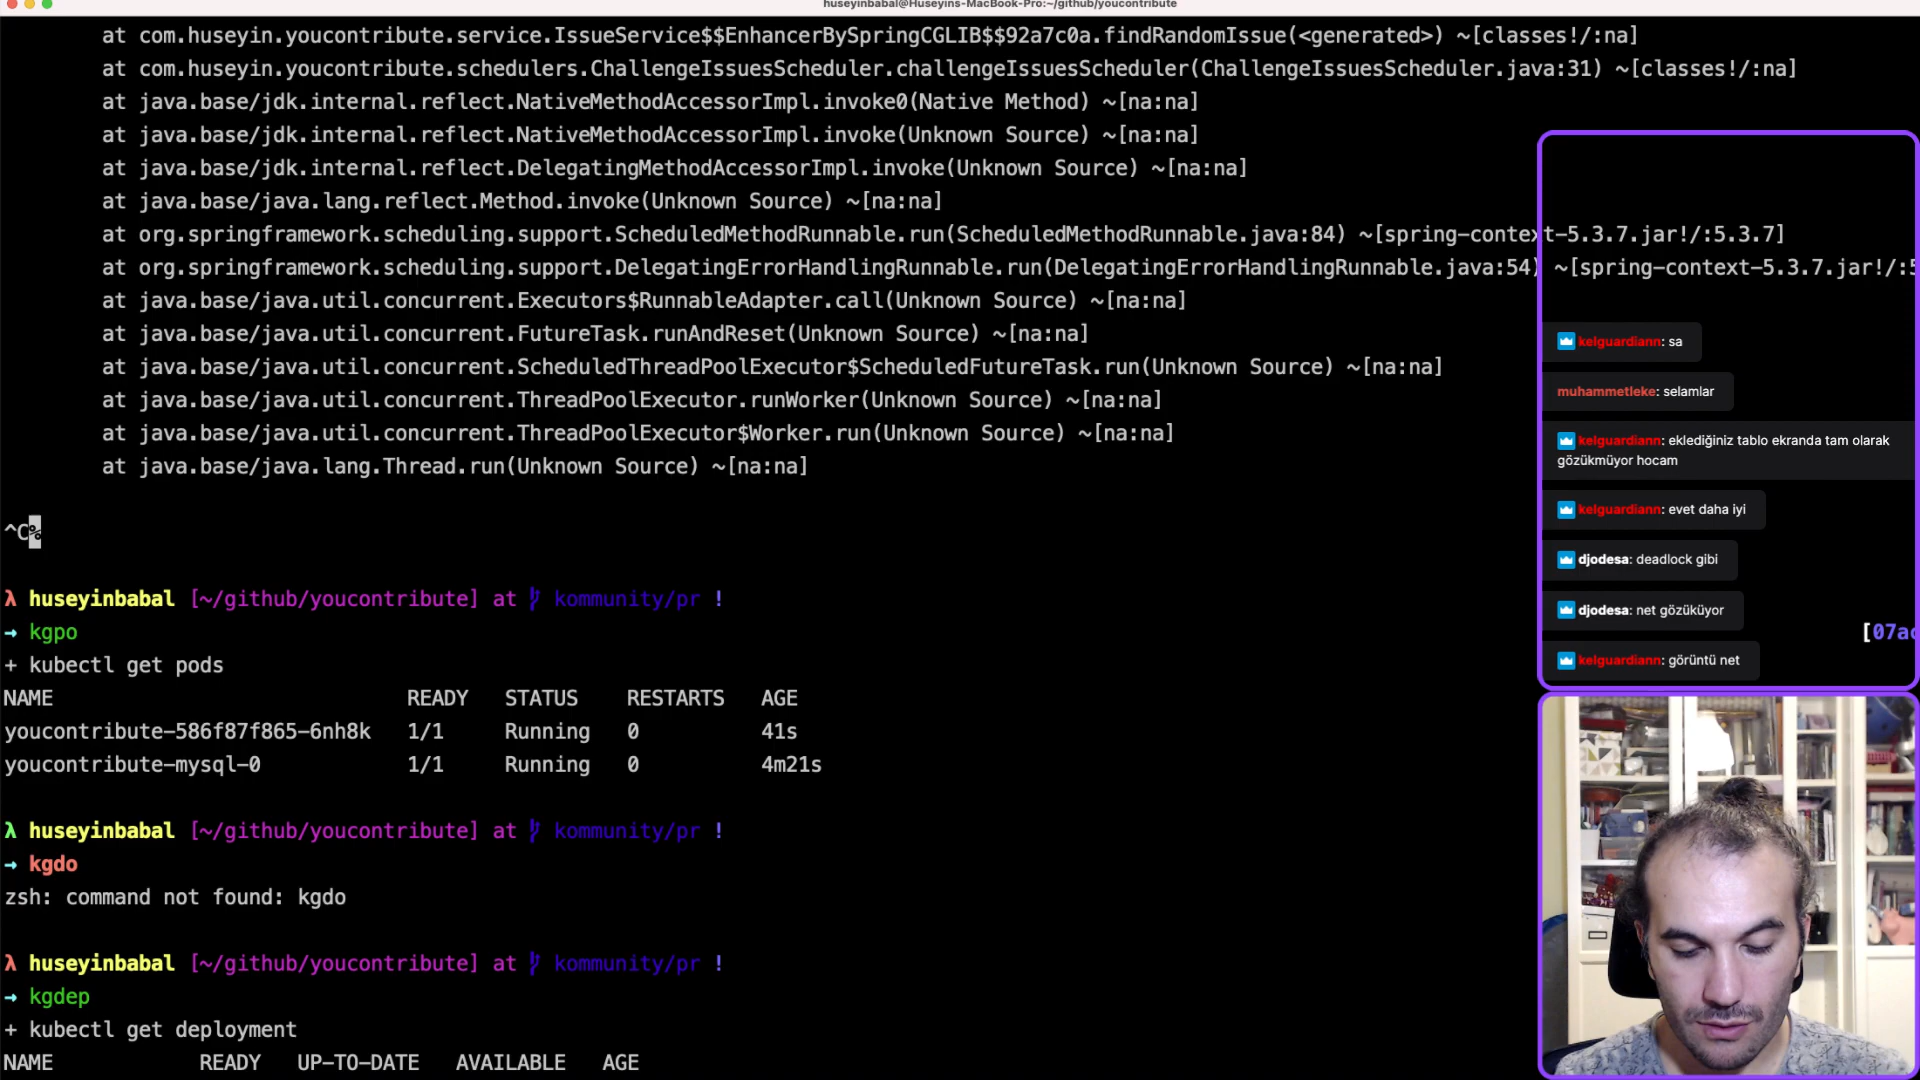 huseyinbabal@Huseyins-MacBook-Pro:~/github/youcontribute
at com.huseyin.youcontribute.service.IssueService$$EnhancerBySpringCGLIB$$92a7c0a.findRandomIssue(<generated>) ~[classes!/:na]
at com.huseyin.youcontribute.schedulers.ChallengeIssuesScheduler.challengeIssuesScheduler(ChallengeIssuesScheduler.java:31) ~[classes!/:na]
at java.base/jdk.internal.reflect.NativeMethodAccessorImpl.invoke0(Native Method) ~[na:na]
at java.base/jdk.internal.reflect.NativeMethodAccessorImpl.invoke(Unknown Source) ~[na:na]
at java.base/jdk.internal.reflect.DelegatingMethodAccessorImpl.invoke(Unknown Source) ~[na:na]
at java.base/java.lang.reflect.Method.invoke(Unknown Source) ~[na:na]
at org.springframework.scheduling.support.ScheduledMethodRunnable.run(ScheduledMethodRunnable.java:84) ~[spring-context-5.3.7.jar!/:5.3.7]
at org.springframework.scheduling.support.DelegatingErrorHandlingRunnable.run(DelegatingErrorHandlingRunnable.java:54) ~[spring-context-5.3.7.jar!/:5
at java.base/java.util.concurrent.Executors$RunnableAdapter.call(Unknown Source) ~[na:na]
at java.base/java.util.concurrent.FutureTask.runAndReset(Unknown Source) ~[na:na]
at java.base/java.util.concurrent.ScheduledThreadPoolExecutor$ScheduledFutureTask.run(Unknown Source) ~[na:na]
at java.base/java.util.concurrent.ThreadPoolExecutor.runWorker(Unknown Source) ~[na:na]
at java.base/java.util.concurrent.ThreadPoolExecutor$Worker.run(Unknown Source) ~[na:na]
at java.base/java.lang.Thread.run(Unknown Source) ~[na:na]
^C%
λ huseyinbabal [~/github/youcontribute] at kommunity/pr !
→ kgpo [07a
+ kubectl get pods
NAME READY STATUS RESTARTS AGE
youcontribute-586f87f865-6nh8k 1/1 Running 0 41s
youcontribute-mysql-0 1/1 Running 0 4m21s
λ huseyinbabal [~/github/youcontribute] at kommunity/pr !
→ kgdo
zsh: command not found: kgdo
λ huseyinbabal [~/github/youcontribute] at kommunity/pr !
→ kgdep
+ kubectl get deployment
NAME READY UP-TO-DATE AVAILABLE AGE
kelguardiann: sa
muhammetleke: selamlar
kelguardiann: eklediğiniz tablo ekranda tam olarak
gözükmüyor hocam
kelguardiann: evet daha iyi
djodesa: deadlock gibi
djodesa: net gözüküyor
kelguardiann: görüntü net